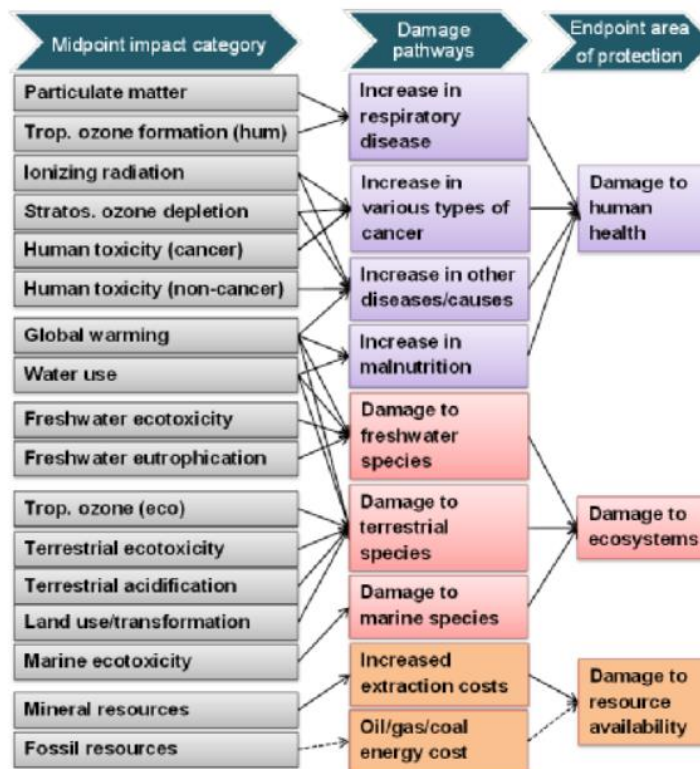 Midpoint impact category
Damage
pathways
Endpoint area
of protection
Particulate matter
Trop. ozone formation (hum)
Ionizing radiation
Stratos. ozone depletion
Human toxicity (cancer)
Human toxicity (non-cancer)
Global warming
Water use
Freshwater ecotoxicity
Freshwater eutrophication
Trop. ozone (eco)
Terrestrial ecotoxicity
Terrestrial acidification
Land use/transformation
Marine ecotoxicity
Mineral resources
Fossil resources
Increase in
respiratory
disease
Increase in
various types of
cancer
Increase in other
diseases/causes
Increase in
malnutrition
Damage to
freshwater
species
Damage to
terrestrial
species
Damage to
marine species
Increased
extraction costs
Oil/gas/coal
energy cost
Damage to
human
health
Damage to
ecosystems
Damage to
resource
availability